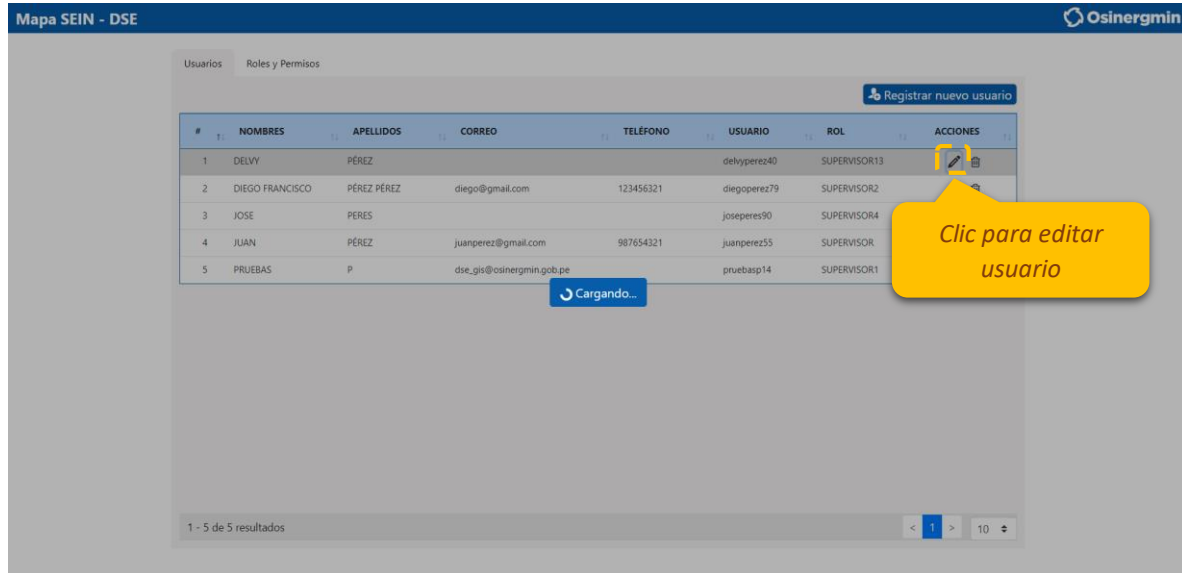 Mapa SEIN - DSE
Osinergmin
Usuarios Roles y Permisos
Registrar nuevo usuario
# NOMBRES APELLIDOS CORREO TELÉFONO USUARIO ROL ACCIONES
1 DELVY PÉREZ delvyperez40 SUPERVISOR13
2 DIEGO FRANCISCO PÉREZ PÉREZ diego@gmail.com 123456321 diegoperez79 SUPERVISOR2
3 JOSE PERES joseperes90 SUPERVISOR4
4 JUAN PÉREZ juanperez@gmail.com 987654321 juanperez55 SUPERVISOR
5 PRUEBAS P dse_gis@osinergmin.gob.pe pruebasp14 SUPERVISOR1
Clic para editar
usuario
Cargando...
1 - 5 de 5 resultados < 1 > 10